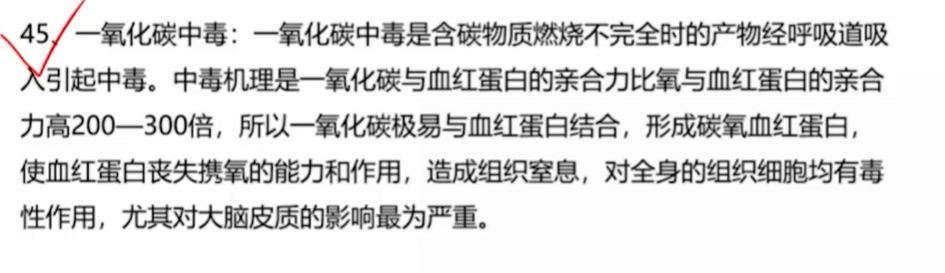 45、一氧化碳中毒：一氧化碳中毒是含碳物质燃烧不完全时的产物经呼吸道吸
入引起中毒。中毒机理是一氧化碳与血红蛋白的亲合力比氧与血红蛋白的亲合
力高200—300倍，所以一氧化碳极易与血红蛋白结合，形成碳氧血红蛋白，
使血红蛋白丧失携氧的能力和作用，造成组织窒息，对全身的组织细胞均有毒
性作用，尤其对大脑皮质的影响最为严重。